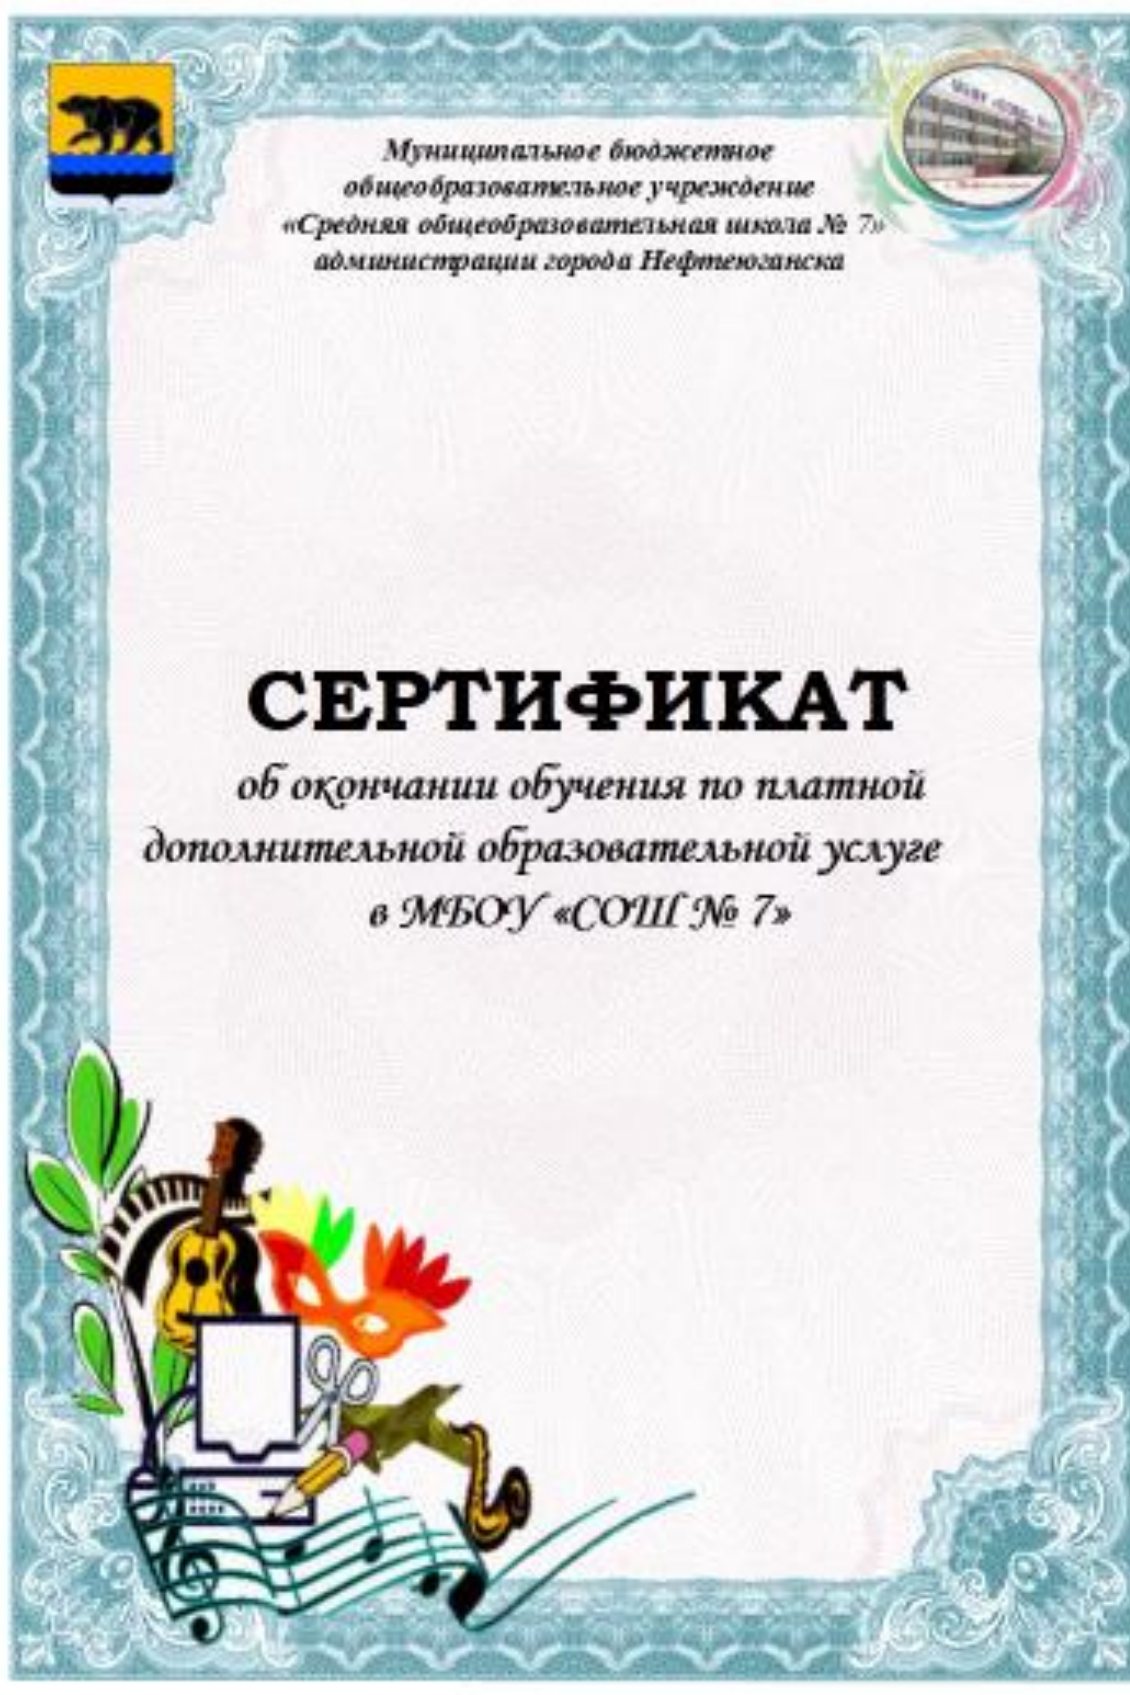 Муниципальное бюджетное
общеобразовательное учреждение
«Средняя общеобразовательная школа № 7»
администрации города Нефтеюганска
СЕРТИФИКАТ
об окончании обучения по платной
дополнительной образовательной услуге
в МБОУ «СОШ № 7»